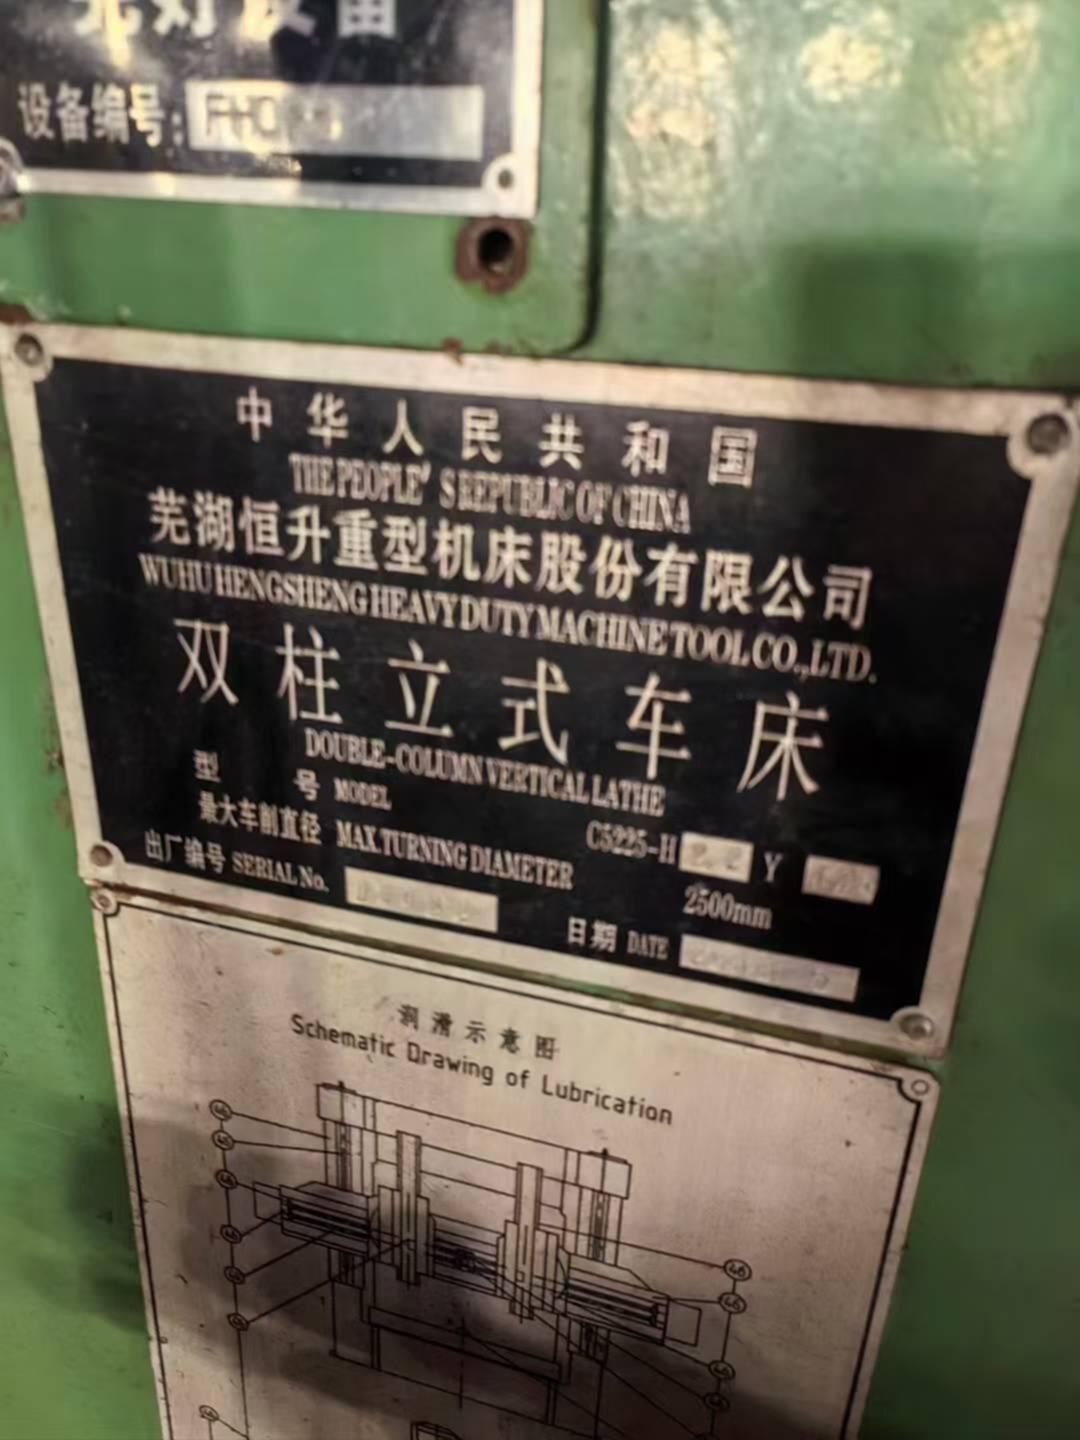 设备编号:
中华人民共和国
THE PEOPLE'S REPUBLIC OF CHINA
芜湖恒升重型机床股份有限公司
WUHU HENGSHENG HEAVY DUTY MACHINE TOOL CO.,LTD.
双柱立式车床
DOUBLE-COLUMN VERTICAL LATHE
型号 MODEL C5225-H Y
最大车削直径 MAX.TURNING DIAMETER 2500mm
出厂编号 SERIAL No. 日期 DATE
润滑示意图
Schematic Drawing of Lubrication